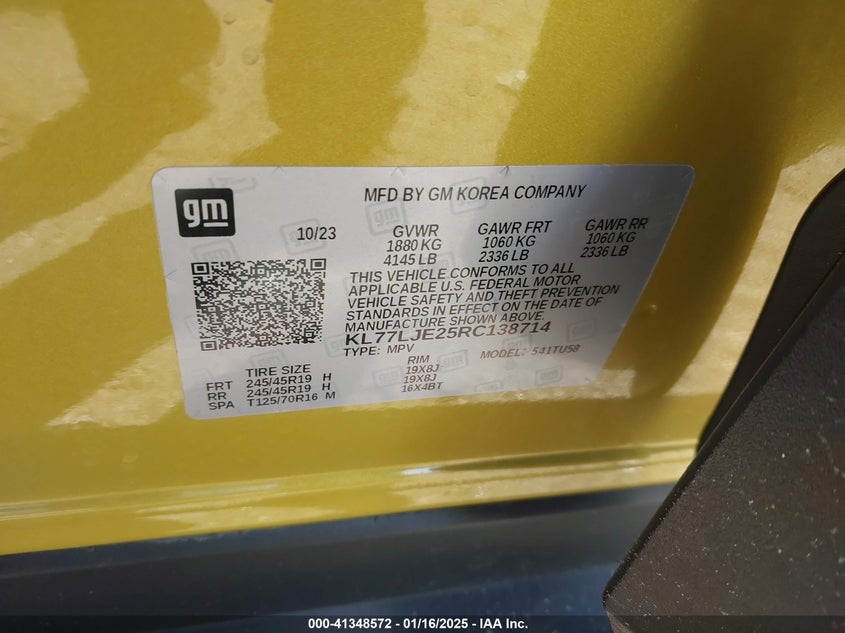 gm
MFD BY GM KOREA COMPANY
10/23
GVWR GAWR FRT GAWR RR
1880 KG 1060 KG 1060 KG
4145 LB 2336 LB 2336 LB
THIS VEHICLE CONFORMS TO ALL
APPLICABLE U.S. FEDERAL MOTOR
VEHICLE SAFETY AND THEFT PREVENTION
STANDARDS IN EFFECT ON THE DATE OF
MANUFACTURE SHOWN ABOVE.
KL77LJE25RC138714
TYPE: MPV MODEL: 541TU58
TIRE SIZE RIM
FRT 245/45R19 H 19X8J
RR 245/45R19 H 19X8J
SPA T125/70R16 M 16X4BT
000-41348572 — 01/16/2025 — IAA Inc.